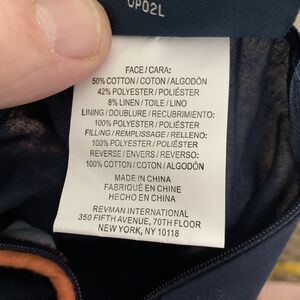 OP02L
FACE / CARA:
50% COTTON / COTON / ALGODÓN
42% POLYESTER / POLIÉSTER
8% LINEN / TOILE / LINO
LINING / DOUBLURE / RECUBRIMIENTO:
100% POLYESTER / POLIÉSTER
FILLING / REMPLISSAGE / RELLENO:
100% POLYESTER / POLIÉSTER
REVERSE / ENVERS / REVERSO:
100% COTTON / COTON / ALGODÓN
MADE IN CHINA
FABRIQUÉ EN CHINE
HECHO EN CHINA
REVMAN INTERNATIONAL
350 FIFTH AVENUE, 70TH FLOOR
NEW YORK, NY 10118